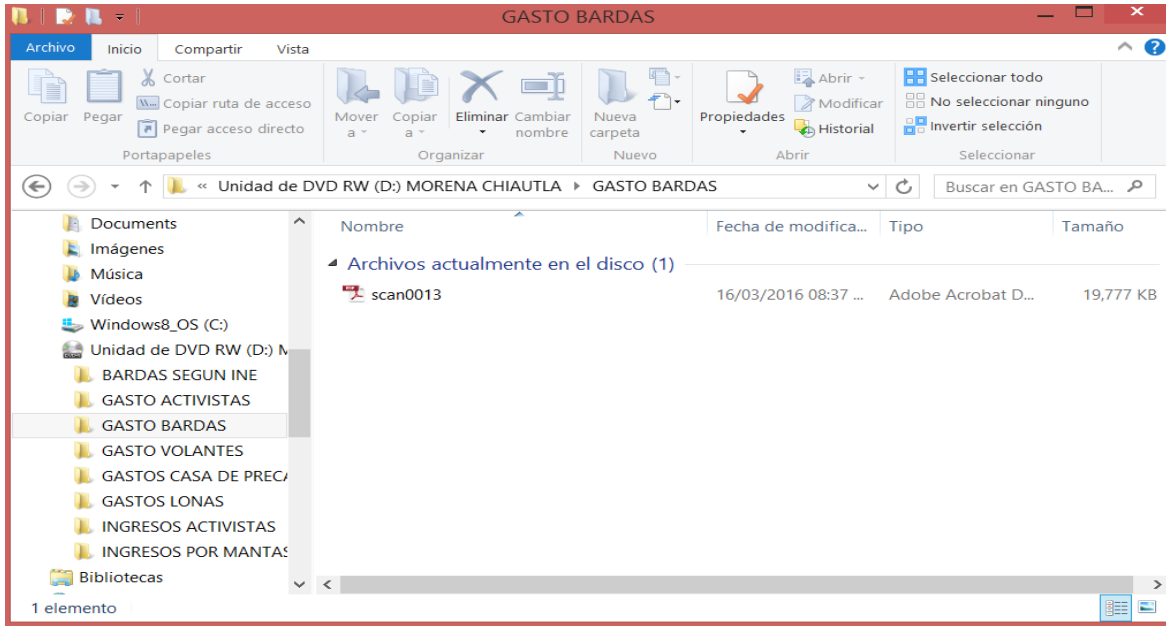 GASTO BARDAS
Archivo Inicio Compartir Vista
Copiar Pegar Cortar Copiar ruta de acceso Pegar acceso directo
Mover a Copiar a Eliminar Cambiar nombre
Nueva carpeta
Propiedades Abrir Modificar Historial
Seleccionar todo No seleccionar ninguno Invertir selección
Portapapeles Organizar Nuevo Abrir Seleccionar
« Unidad de DVD RW (D:) MORENA CHIAUTLA GASTO BARDAS Buscar en GASTO BA...
Documents
Imágenes
Música
Vídeos
Windows8_OS (C:)
Unidad de DVD RW (D:) M
BARDAS SEGUN INE
GASTO ACTIVISTAS
GASTO BARDAS
GASTO VOLANTES
GASTOS CASA DE PRECA
GASTOS LONAS
INGRESOS ACTIVISTAS
INGRESOS POR MANTAS
Bibliotecas
Nombre Fecha de modifica... Tipo Tamaño
Archivos actualmente en el disco (1)
scan0013 16/03/2016 08:37 ... Adobe Acrobat D... 19,777 KB
1 elemento